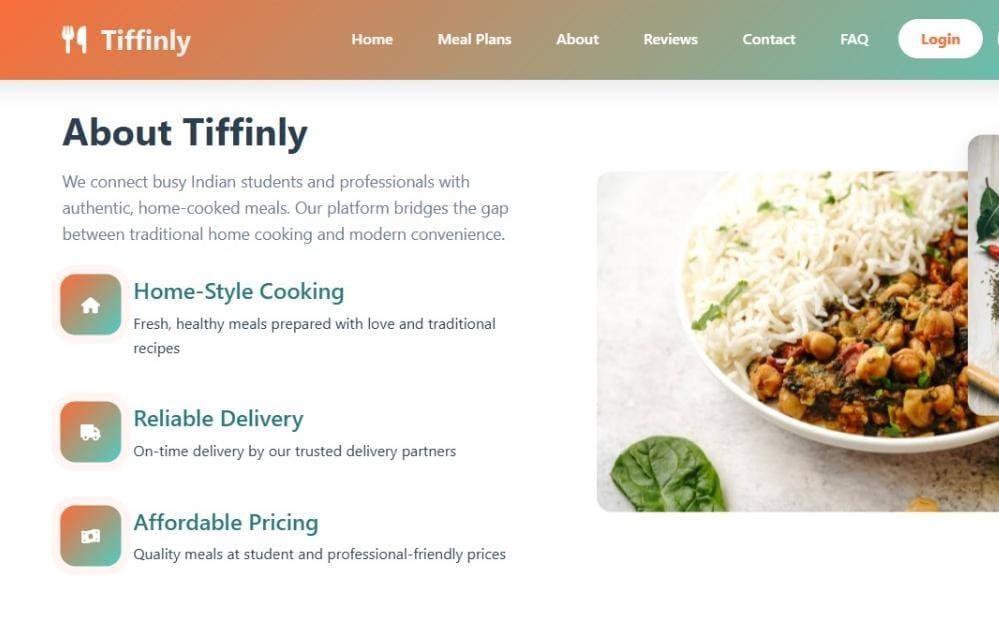 Tiffinly
Home
Meal Plans
About
Reviews
Contact
FAQ
Login
About Tiffinly
We connect busy Indian students and professionals with
authentic, home-cooked meals. Our platform bridges the gap
between traditional home cooking and modern convenience.
Home-Style Cooking
Fresh, healthy meals prepared with love and traditional
recipes
Reliable Delivery
On-time delivery by our trusted delivery partners
Affordable Pricing
Quality meals at student and professional-friendly prices